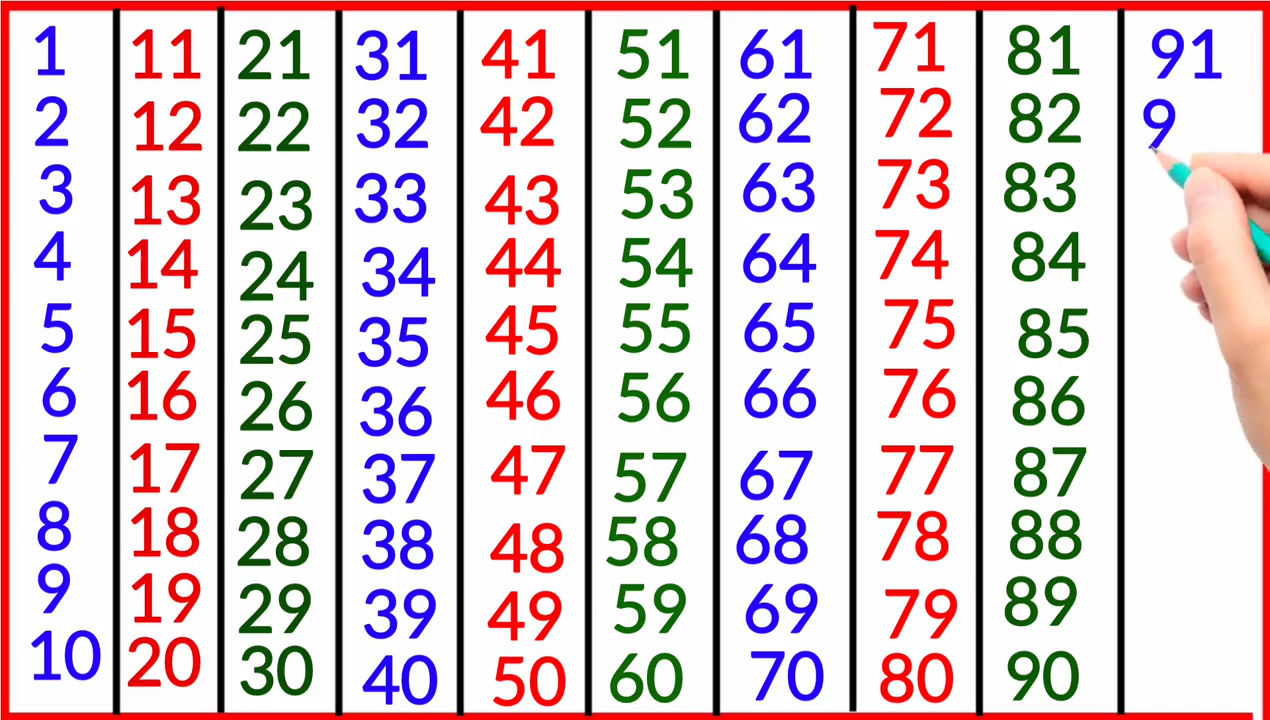 1 11 21 31 41 51 61 71 81 91
2 12 22 32 42 52 62 72 82 9
3 13 23 33 43 53 63 73 83
4 14 24 34 44 54 64 74 84
5 15 25 35 45 55 65 75 85
6 16 26 36 46 56 66 76 86
7 17 27 37 47 57 67 77 87
8 18 28 38 48 58 68 78 88
9 19 29 39 49 59 69 79 89
10 20 30 40 50 60 70 80 90